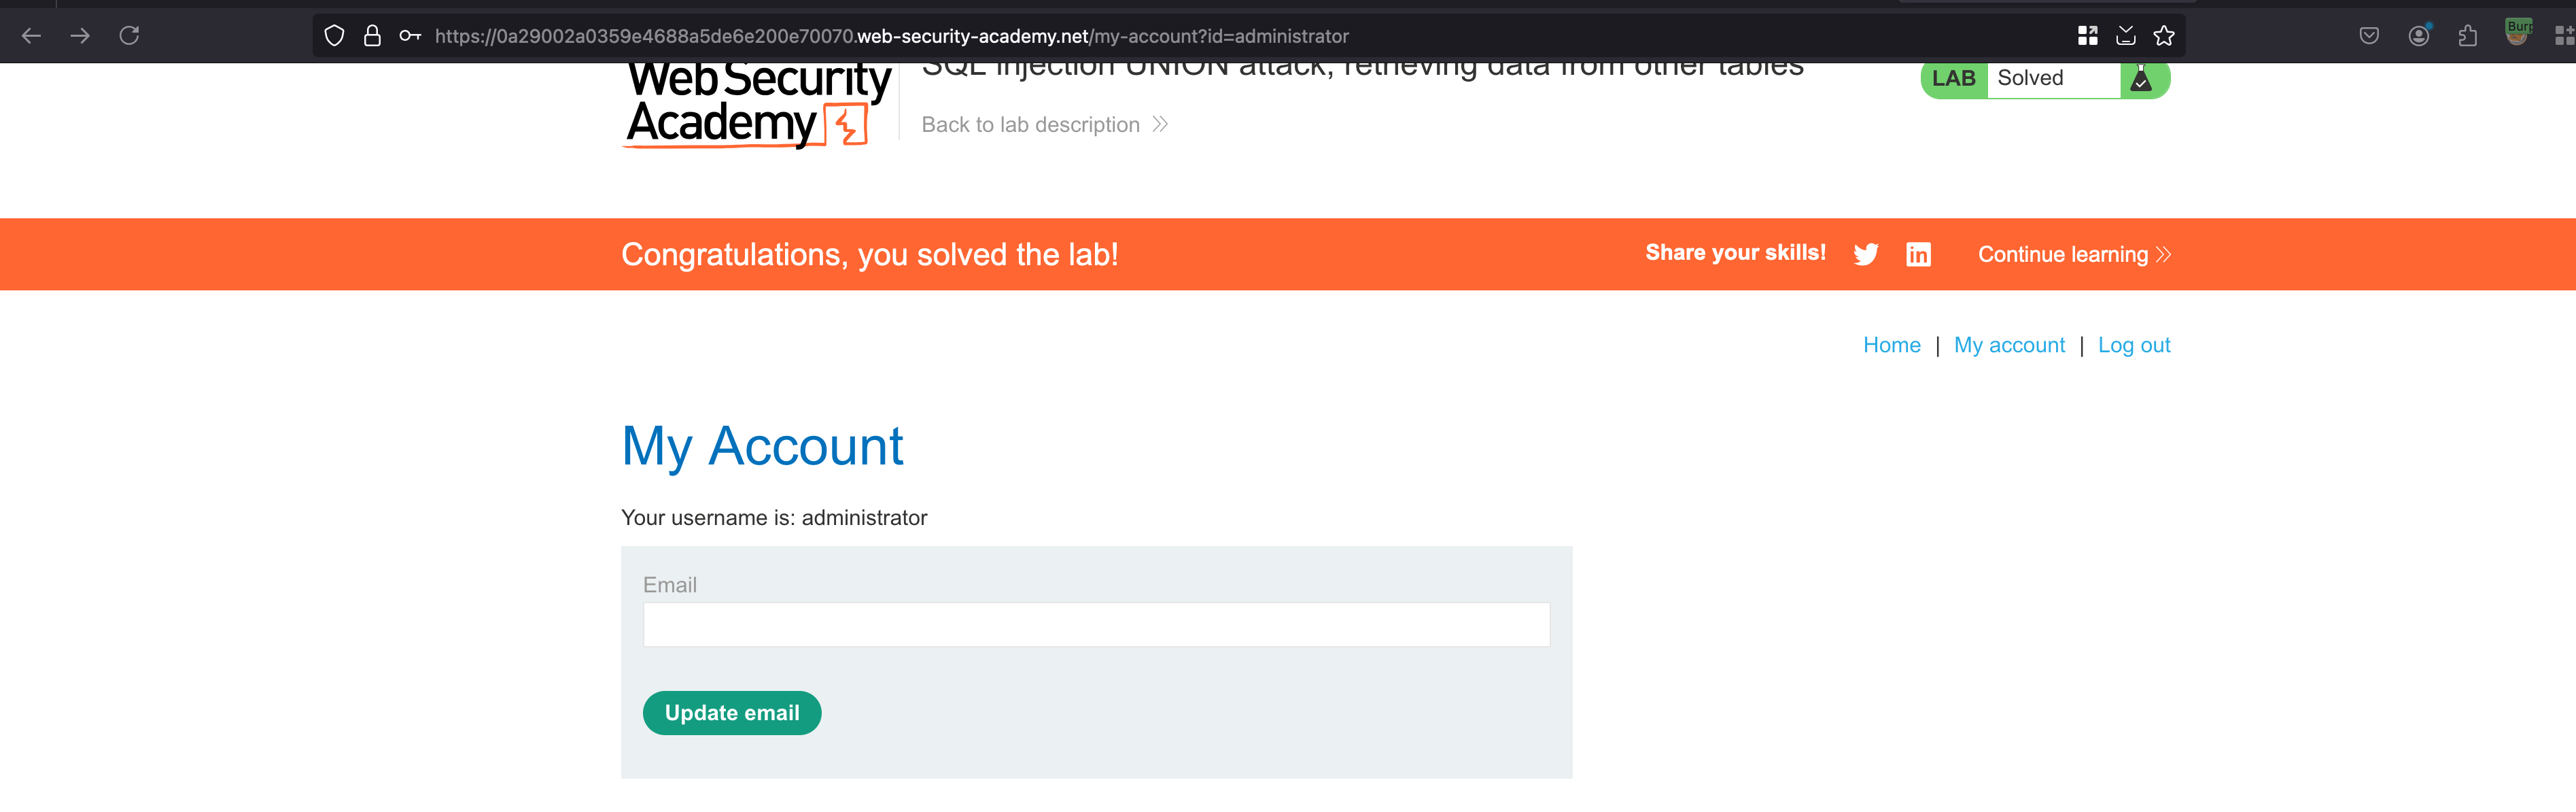 https://0a29002a0359e4688a5de6e200e70070.web-security-academy.net/my-account?id=administrator
Burp
Web Security
Academy
SQL injection UNION attack, retrieving data from other tables
Back to lab description
LAB Solved
Congratulations, you solved the lab!
Share your skills!
Continue learning
Home | My account | Log out
My Account
Your username is: administrator
Email
Update email